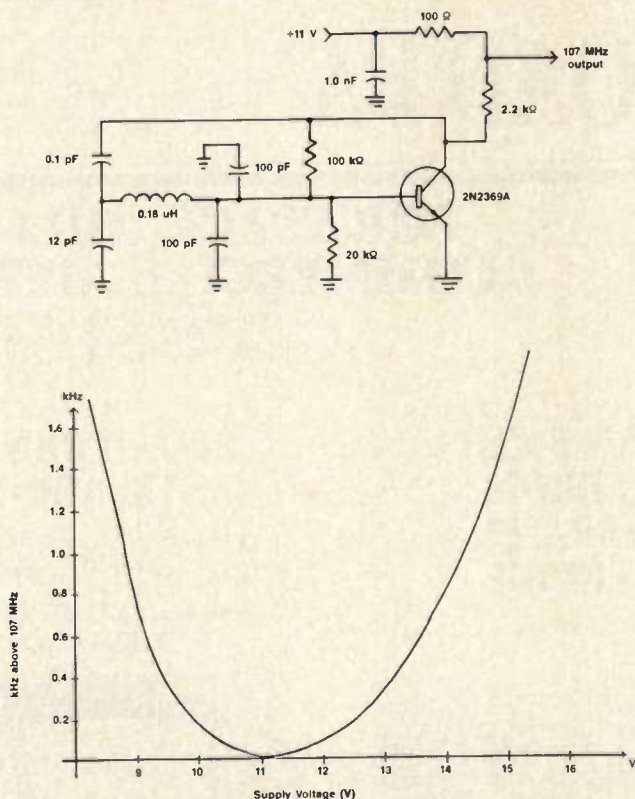 100 Ω
+11 V
107 MHz
output
1.0 nF
2.2 kΩ
0.1 pF
100 pF
100 kΩ
2N2369A
0.18 uH
12 pF
100 pF
20 kΩ
kHz
1.6
1.4
1.2
1.0
0.8
0.6
0.4
0.2
kHz above 107 MHz
9
10
11
12
13
14
15
16
V
Supply Voltage (V)